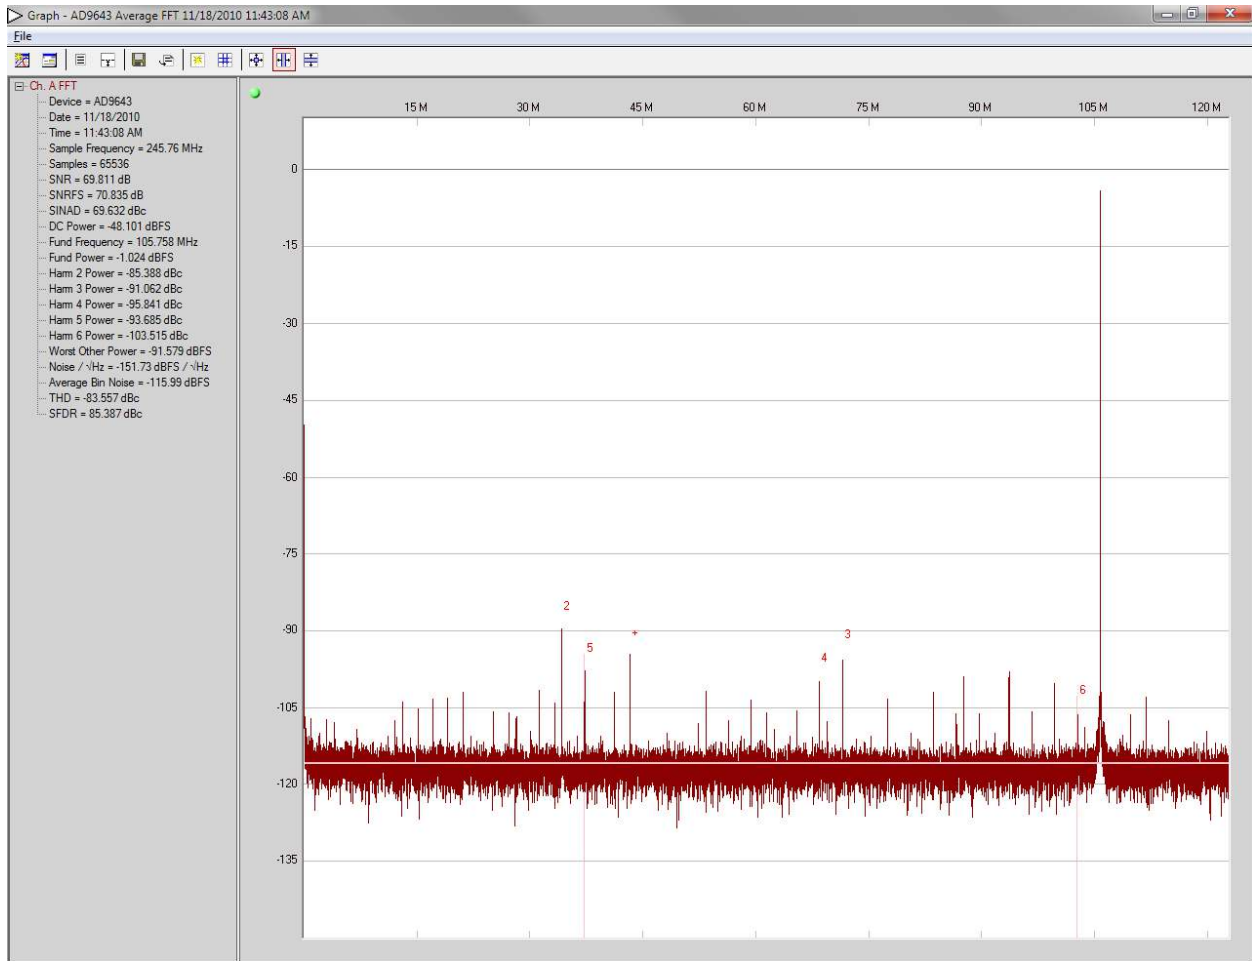 Graph - AD9643 Average FFT 11/18/2010 11:43:08 AM
File
Ch. A FFT
Device = AD9643
Date = 11/18/2010
Time = 11:43:08 AM
Sample Frequency = 245.76 MHz
Samples = 65536
SNR = 69.811 dB
SNRFS = 70.835 dB
SINAD = 69.632 dBc
DC Power = -48.101 dBFS
Fund Frequency = 105.758 MHz
Fund Power = -1.024 dBFS
Harm 2 Power = -85.388 dBc
Harm 3 Power = -91.062 dBc
Harm 4 Power = -95.841 dBc
Harm 5 Power = -93.685 dBc
Harm 6 Power = -103.515 dBc
Worst Other Power = -91.579 dBFS
Noise / √Hz = -151.73 dBFS / √Hz
Average Bin Noise = -115.99 dBFS
THD = -83.557 dBc
SFDR = 85.387 dBc
15 M 30 M 45 M 60 M 75 M 90 M 105 M 120 M
0
-15
-30
-45
-60
-75
-90
-105
-120
-135
2
5
+
4
3
6